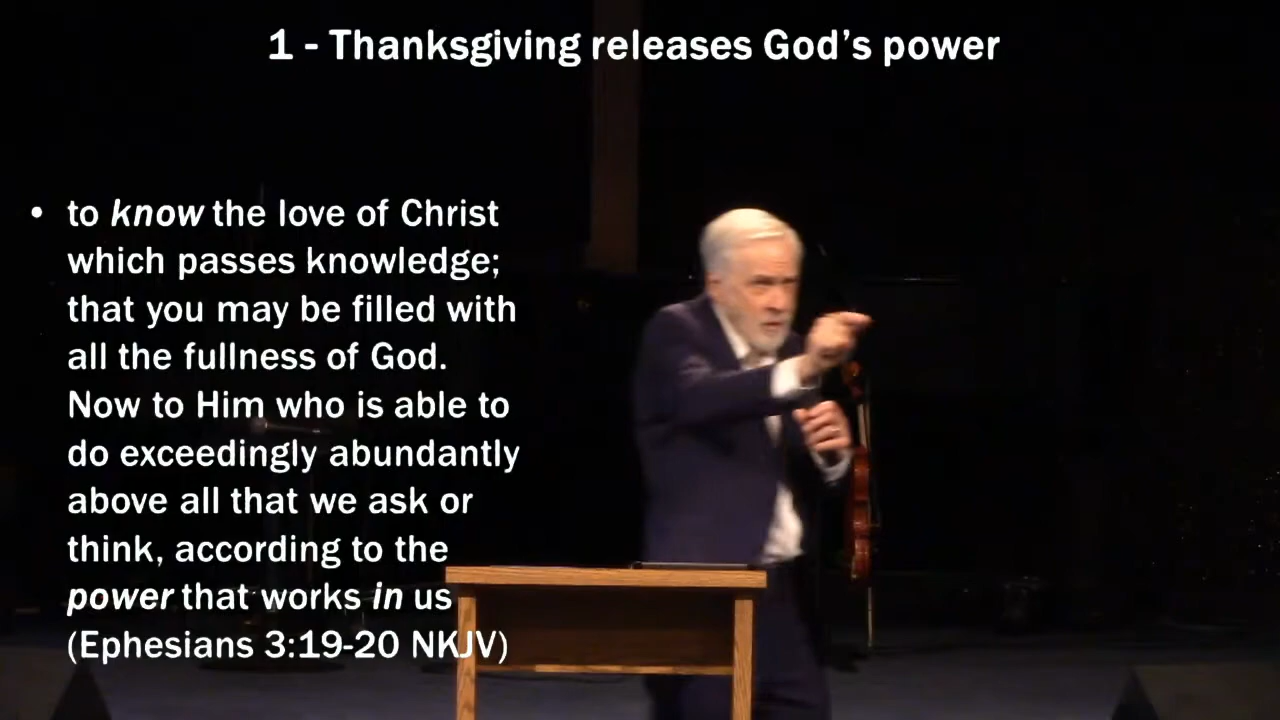 1 - Thanksgiving releases God's power
• to know the love of Christ
which passes knowledge;
that you may be filled with
all the fullness of God.
Now to Him who is able to
do exceedingly abundantly
above all that we ask or
think, according to the
power that works in us
(Ephesians 3:19-20 NKJV)